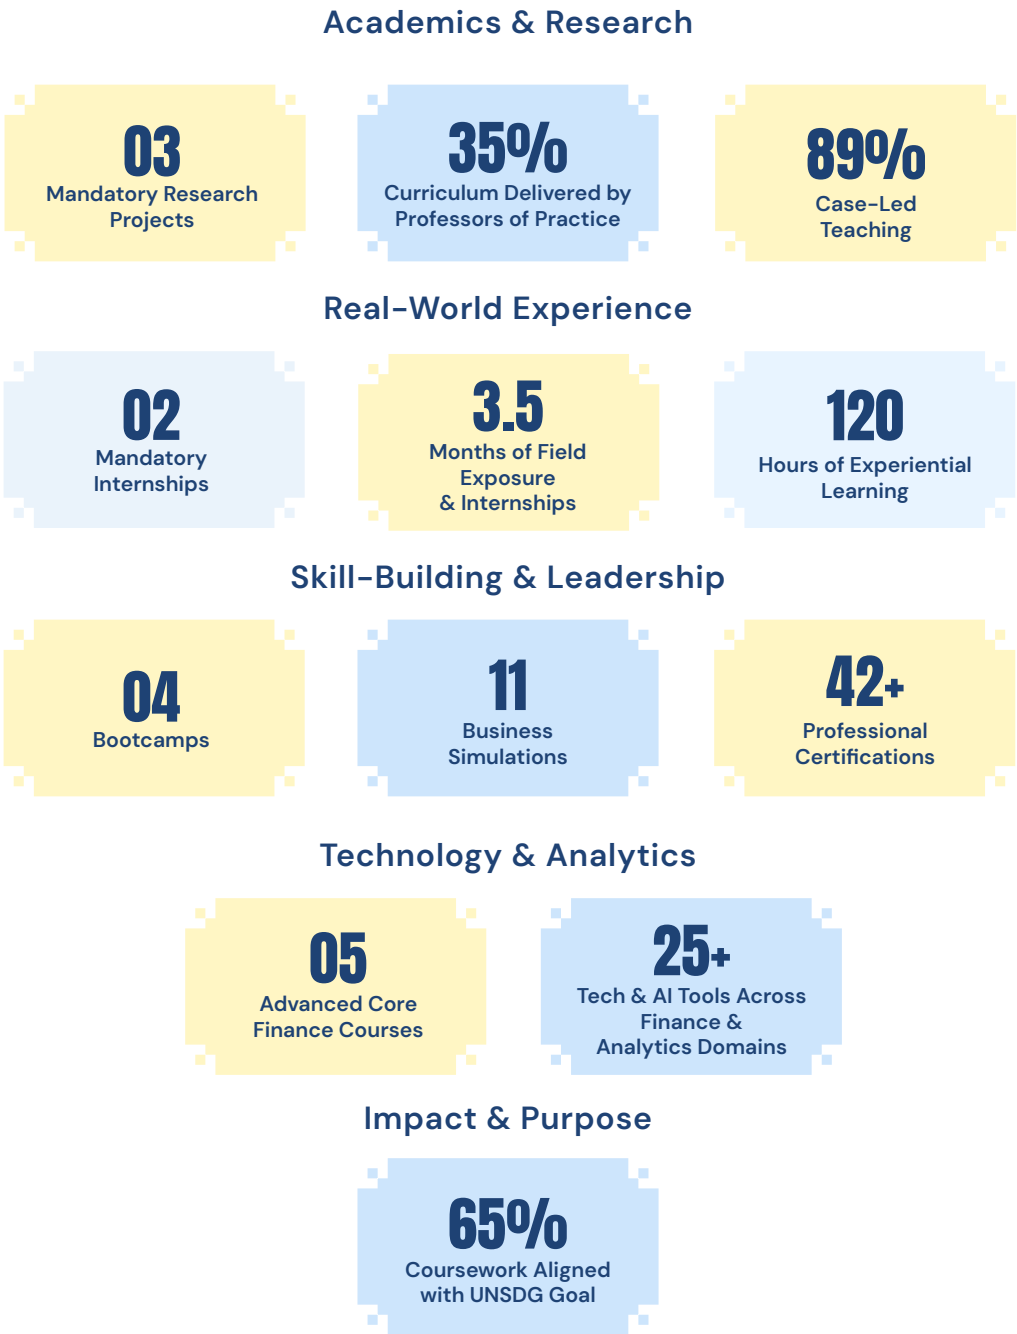 Academics & Research
03
Mandatory Research
Projects
35%
Curriculum Delivered by
Professors of Practice
89%
Case-Led
Teaching
Real-World Experience
02
Mandatory
Internships
3.5
Months of Field
Exposure
& Internships
120
Hours of Experiential
Learning
Skill-Building & Leadership
04
Bootcamps
11
Business
Simulations
42+
Professional
Certifications
Technology & Analytics
05
Advanced Core
Finance Courses
25+
Tech & AI Tools Across
Finance &
Analytics Domains
Impact & Purpose
65%
Coursework Aligned
with UNSDG Goal